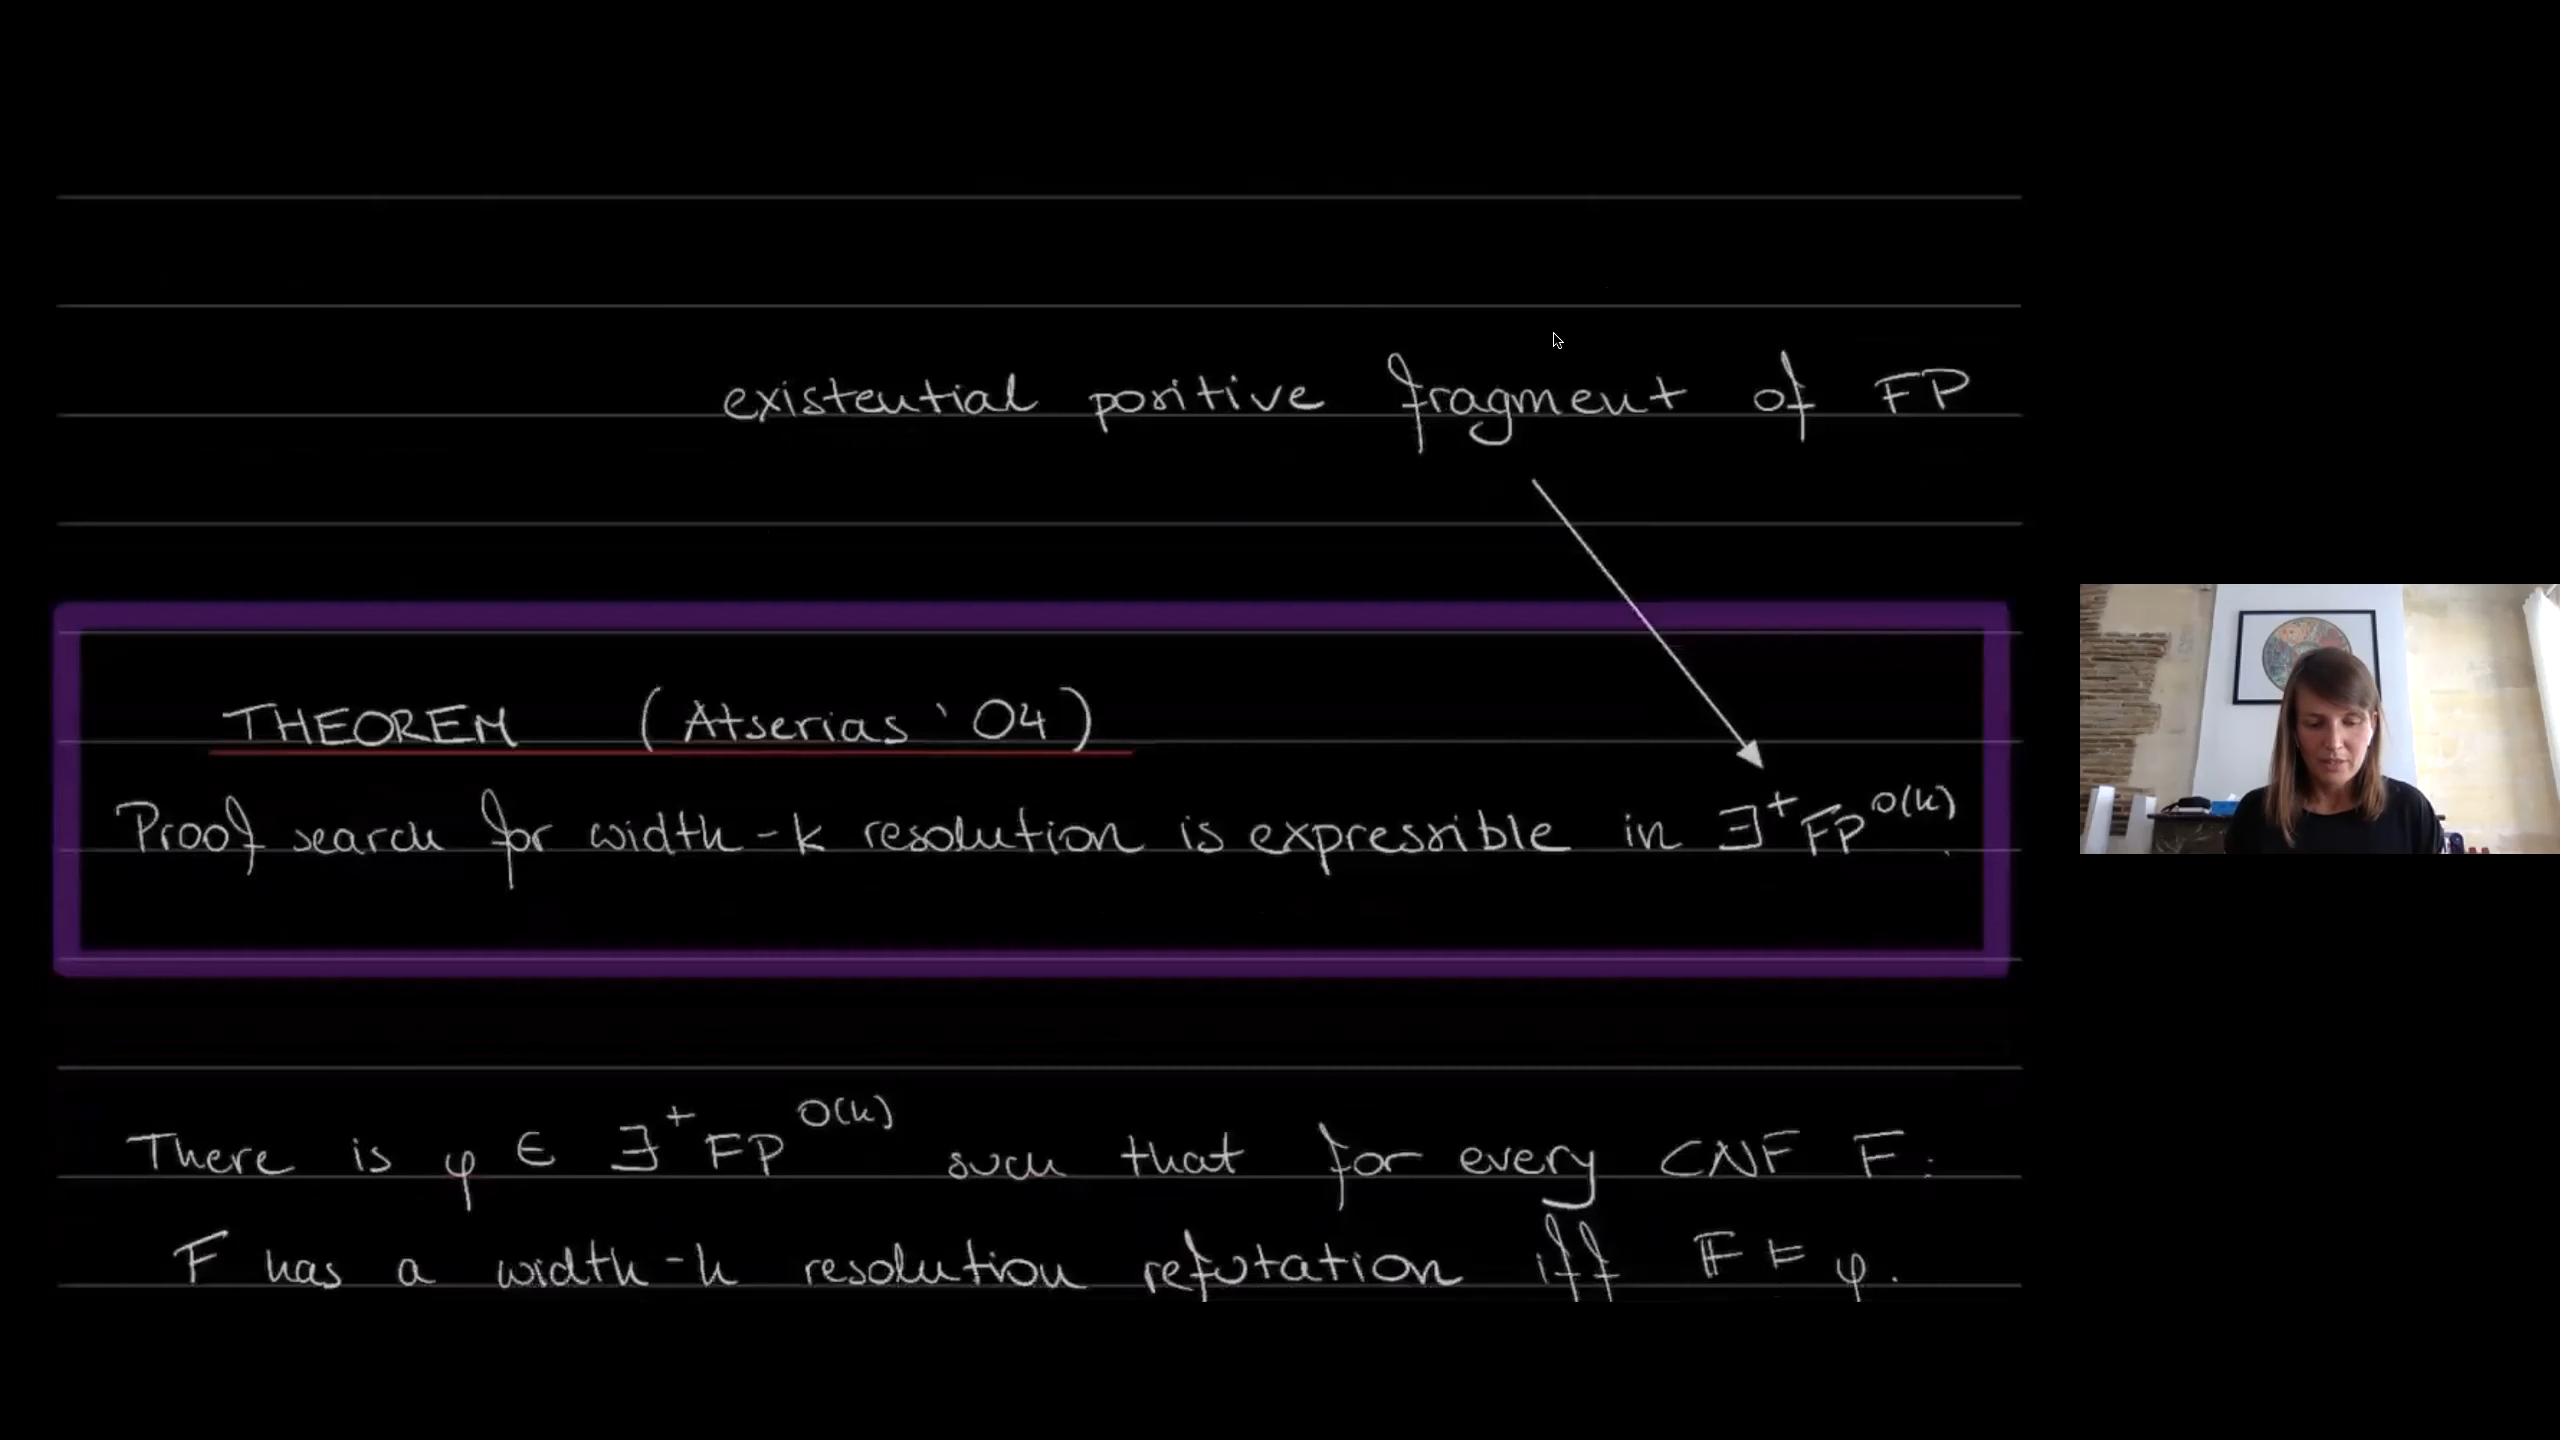 existential positive fragment of FP
THEOREM (Atserias '04)
Proof search for width-k resolution is expressible in ∃⁺FP^O(k).
There is φ ∈ ∃⁺FP^O(k) such that for every CNF F:
F has a width-k resolution refutation iff 𝔽 ⊨ φ.